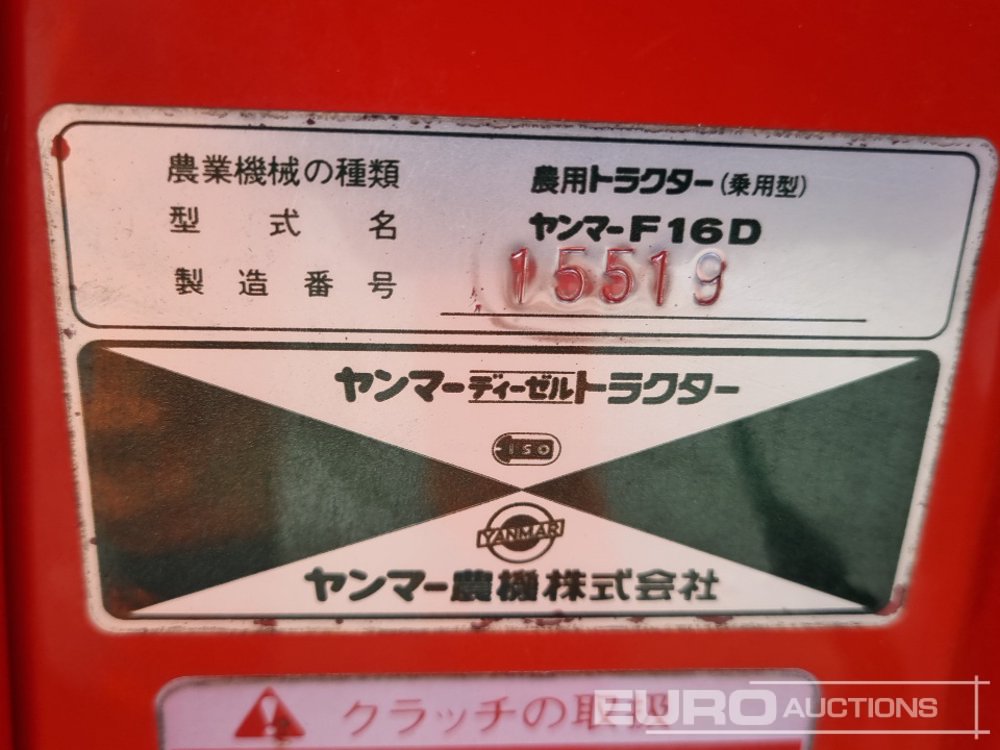 農業機械の種類 農用トラクター(乗用型)
型式名 ヤンマーF16D
製造番号 15519
ヤンマーディーゼルトラクター
ISO
YANMAR
ヤンマー農機株式会社
クラッチの取扱
EURO AUCTIONS